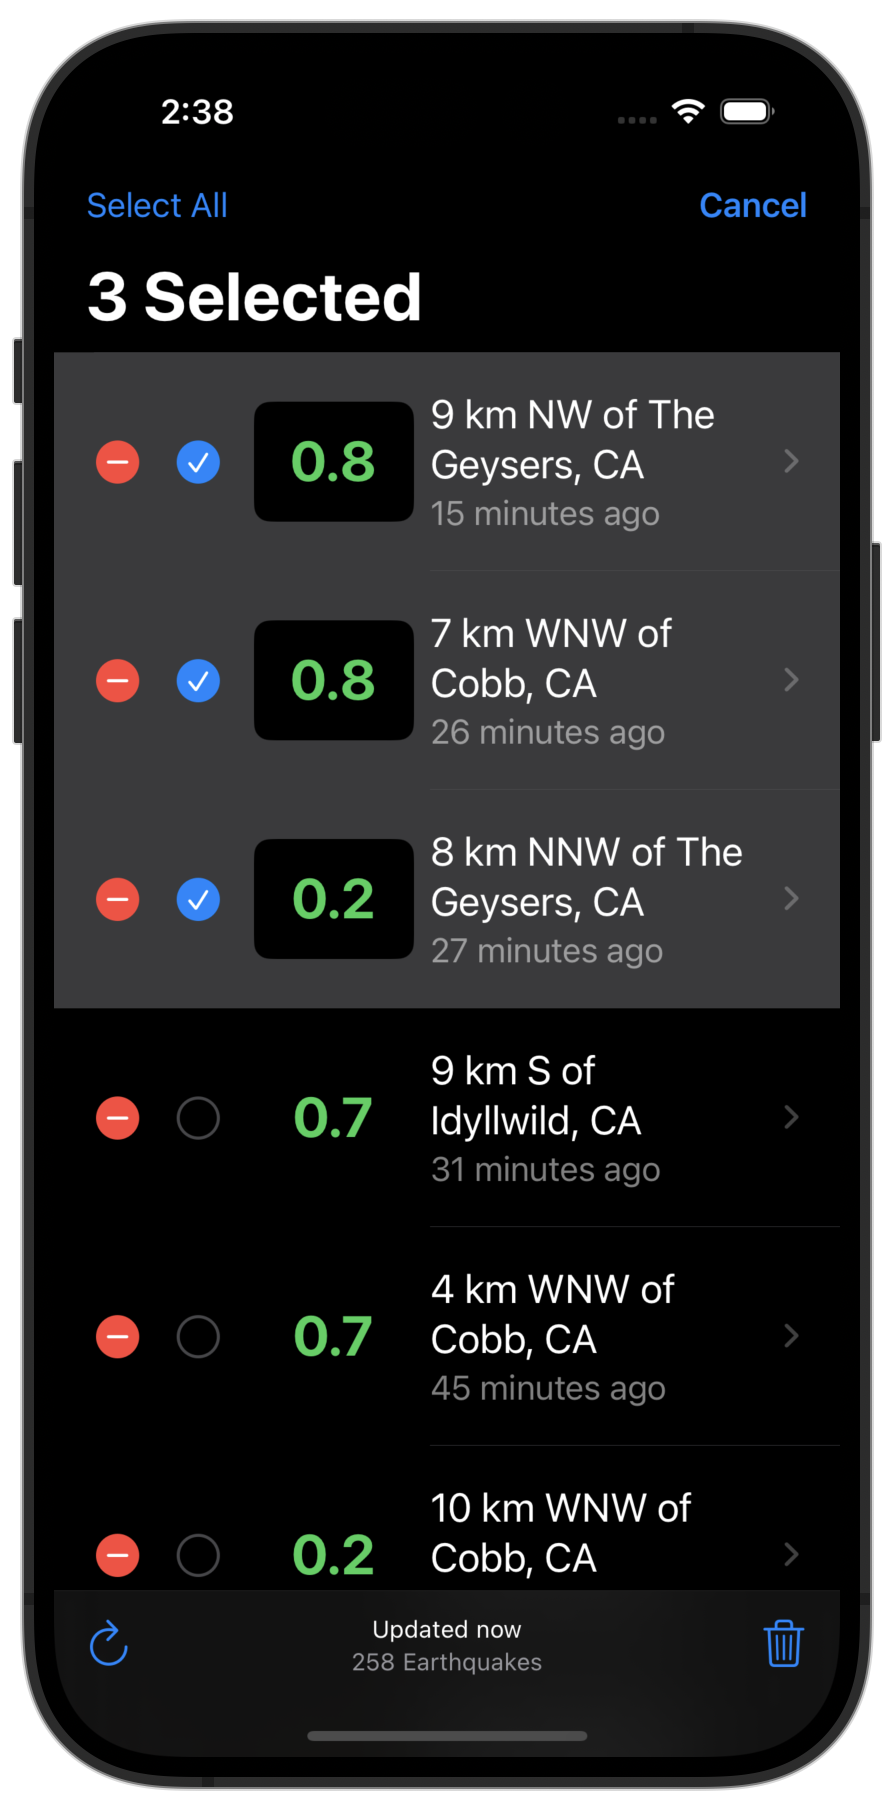 2:38
Select All
Cancel
3 Selected
0.8
9 km NW of The
Geysers, CA
15 minutes ago
0.8
7 km WNW of
Cobb, CA
26 minutes ago
0.2
8 km NNW of The
Geysers, CA
27 minutes ago
0.7
9 km S of
Idyllwild, CA
31 minutes ago
0.7
4 km WNW of
Cobb, CA
45 minutes ago
0.2
10 km WNW of
Cobb, CA
Updated now
258 Earthquakes